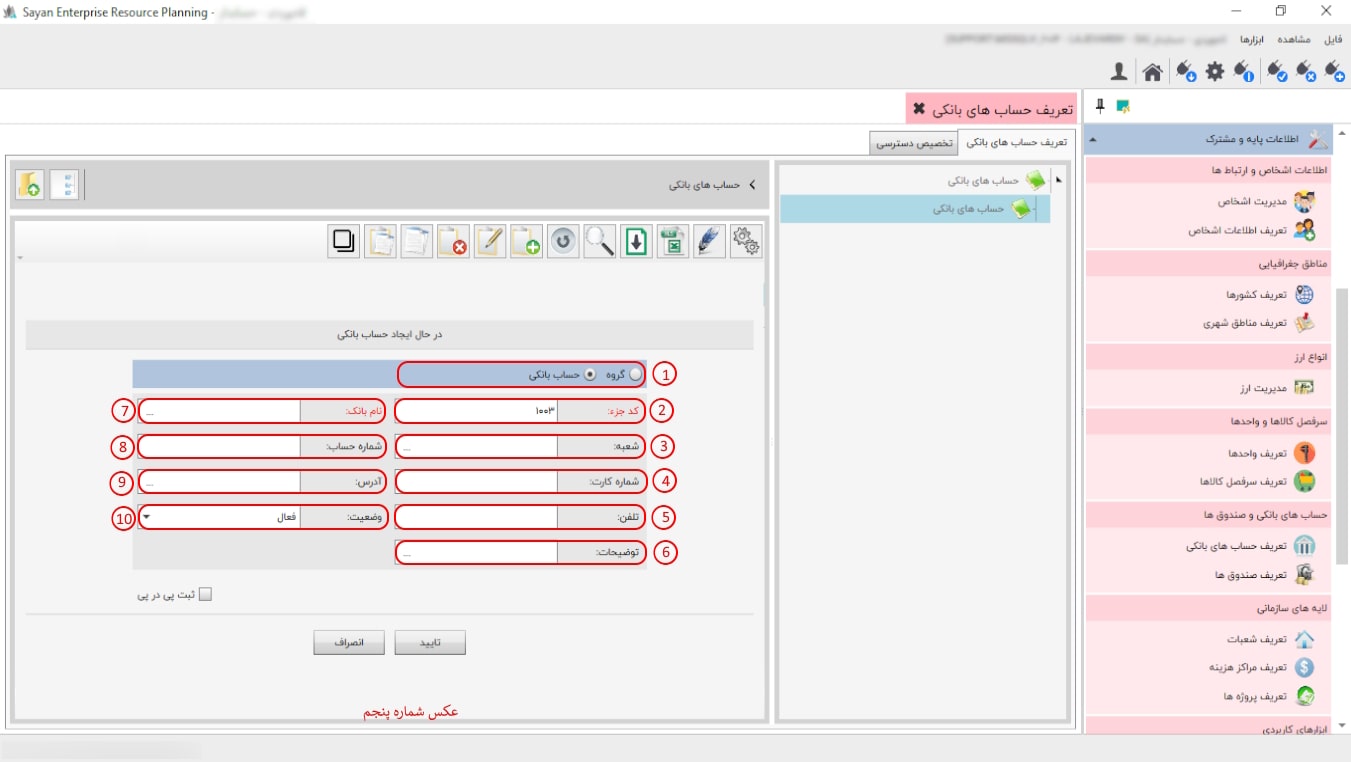 Sayan Enterprise Resource Planning -
فایل مشاهده ابزارها
تعریف حساب های بانکی ✖
تعریف حساب های بانکی
تخصیص دسترسی
حساب های بانکی
حساب های بانکی
حساب های بانکی
در حال ایجاد حساب بانکی
1 گروه حساب بانکی
2 کد جزء: ۱۰۰۳
نام بانک: ... 7
3 شعبه: ...
شماره حساب: 8
4 شماره کارت:
آدرس: ... 9
5 تلفن:
وضعیت: فعال 10
6 توضیحات: ...
ثبت پی در پی
تایید
انصراف
عکس شماره پنجم
اطلاعات پایه و مشترک
اطلاعات اشخاص و ارتباط ها
مدیریت اشخاص
تعریف اطلاعات اشخاص
مناطق جغرافیایی
تعریف کشورها
تعریف مناطق شهری
انواع ارز
مدیریت ارز
سرفصل کالاها و واحدها
تعریف واحدها
تعریف سرفصل کالاها
حساب های بانکی و صندوق ها
تعریف حساب های بانکی
تعریف صندوق ها
لایه های سازمانی
تعریف شعبات
تعریف مراکز هزینه
تعریف پروژه ها
ابزارهای کاربردی